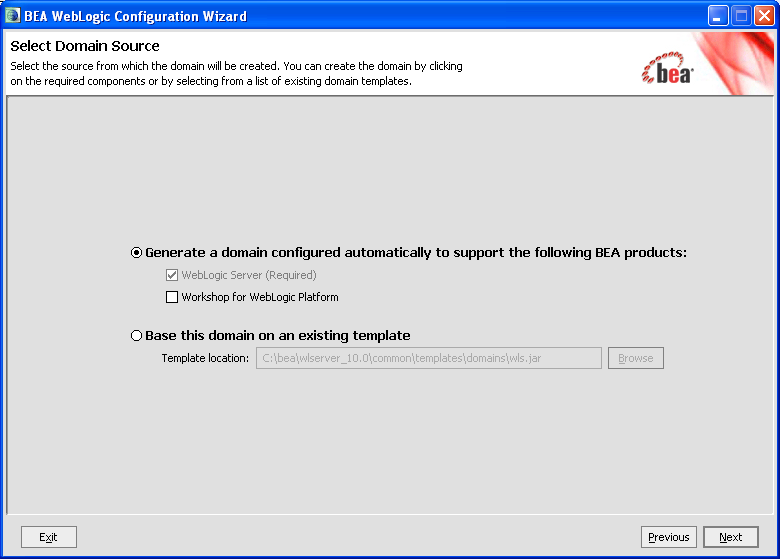 BEA WebLogic Configuration Wizard
Select Domain Source
Select the source from which the domain will be created. You can create the domain by clicking
on the required components or by selecting from a list of existing domain templates.
bea
Generate a domain configured automatically to support the following BEA products:
WebLogic Server (Required)
Workshop for WebLogic Platform
Base this domain on an existing template
Template location: C:\bea\wlserver_10.0\common\templates\domains\wls.jar Browse
Exit Previous Next